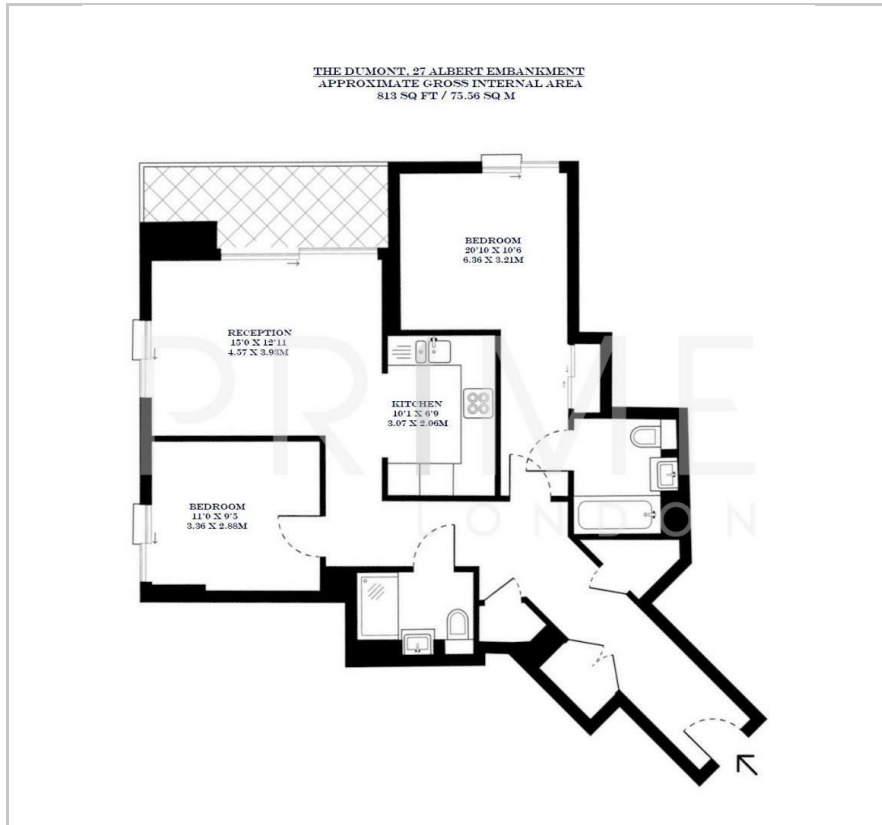 THE DUMONT, 27 ALBERT EMBANKMENT
APPROXIMATE GROSS INTERNAL AREA
813 SQ FT / 75.56 SQ M
BEDROOM
20'10 X 10'6
6.36 X 3.21M
RECEPTION
15'0 X 12'11
4.57 X 3.93M
PRIME
KITCHEN
10'1 X 6'9
3.07 X 2.06M
BEDROOM
11'0 X 9'5
3.36 X 2.88M
LONDON